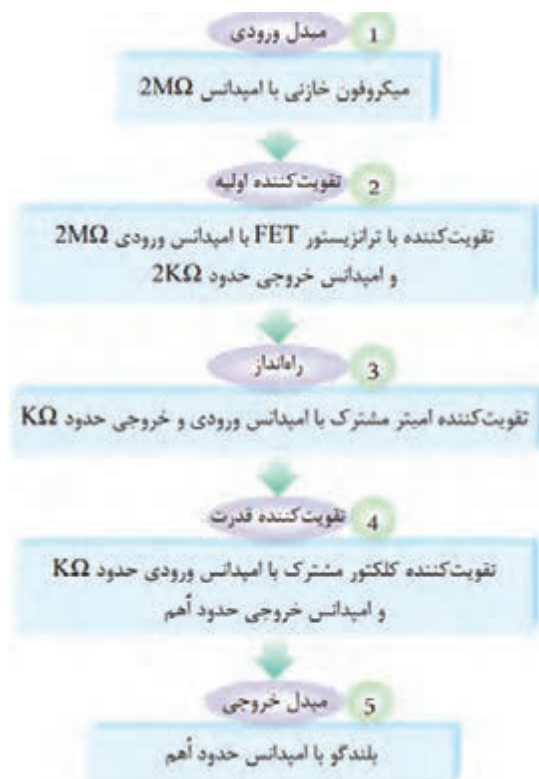 1 مبدل ورودی
میکروفون خازنی با امپدانس 2MΩ
2 تقویت‌کننده اولیه
تقویت‌کننده با ترانزیستور FET با امپدانس ورودی 2MΩ
و امپدانس خروجی حدود 2KΩ
3 راه‌انداز
تقویت‌کننده امیتر مشترک با امپدانس ورودی و خروجی حدود KΩ
4 تقویت‌کننده قدرت
تقویت‌کننده کلکتور مشترک با امپدانس ورودی حدود KΩ
و امپدانس خروجی حدود اُهم
5 مبدل خروجی
بلندگو با امپدانس حدود اُهم